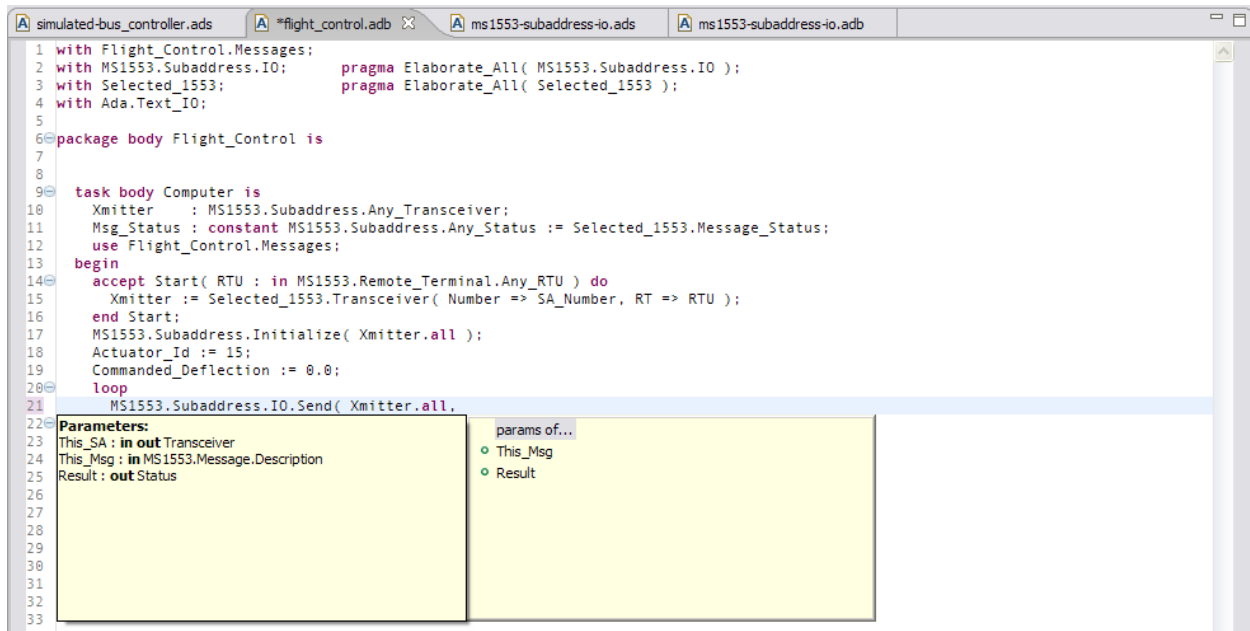 simulated-bus_controller.ads *flight_control.adb ms1553-subaddress-io.ads ms1553-subaddress-io.adb
1 with Flight_Control.Messages;
2 with MS1553.Subaddress.IO; pragma Elaborate_All( MS1553.Subaddress.IO );
3 with Selected_1553; pragma Elaborate_All( Selected_1553 );
4 with Ada.Text_IO;
5
6 package body Flight_Control is
7
8
9 task body Computer is
10 Xmitter : MS1553.Subaddress.Any_Transceiver;
11 Msg_Status : constant MS1553.Subaddress.Any_Status := Selected_1553.Message_Status;
12 use Flight_Control.Messages;
13 begin
14 accept Start( RTU : in MS1553.Remote_Terminal.Any_RTU ) do
15 Xmitter := Selected_1553.Transceiver( Number => SA_Number, RT => RTU );
16 end Start;
17 MS1553.Subaddress.Initialize( Xmitter.all );
18 Actuator_Id := 15;
19 Commanded_Deflection := 0.0;
20 loop
21 MS1553.Subaddress.IO.Send( Xmitter.all,
22 Parameters:
23 This_SA : in out Transceiver
24 This_Msg : in MS1553.Message.Description
25 Result : out Status
26
27
28
29
30
31
32
33
params of...
This_Msg
Result